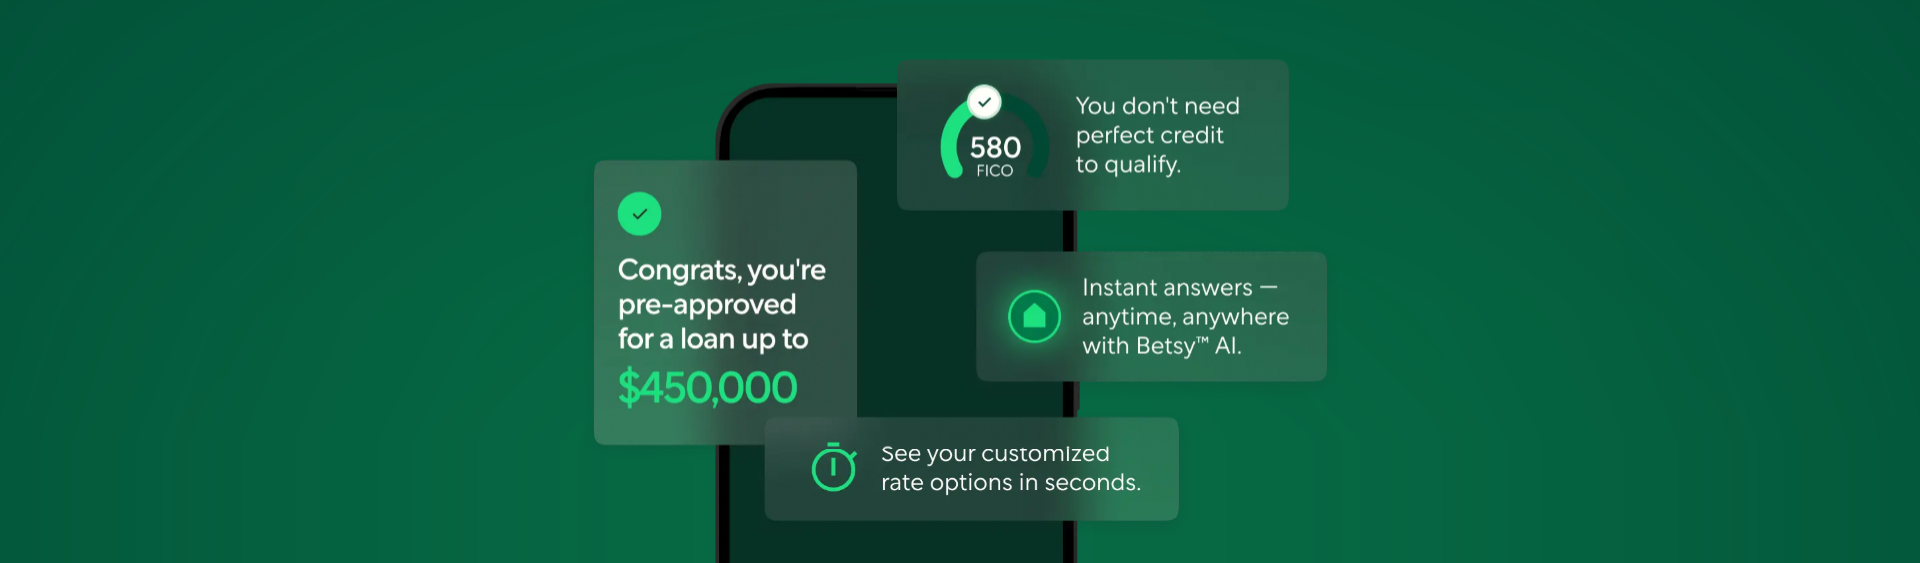 580
FICO
You don't need
perfect credit
to qualify.
Congrats, you're
pre-approved
for a loan up to
$450,000
Instant answers —
anytime, anywhere
with Betsy™ AI.
See your customized
rate options in seconds.